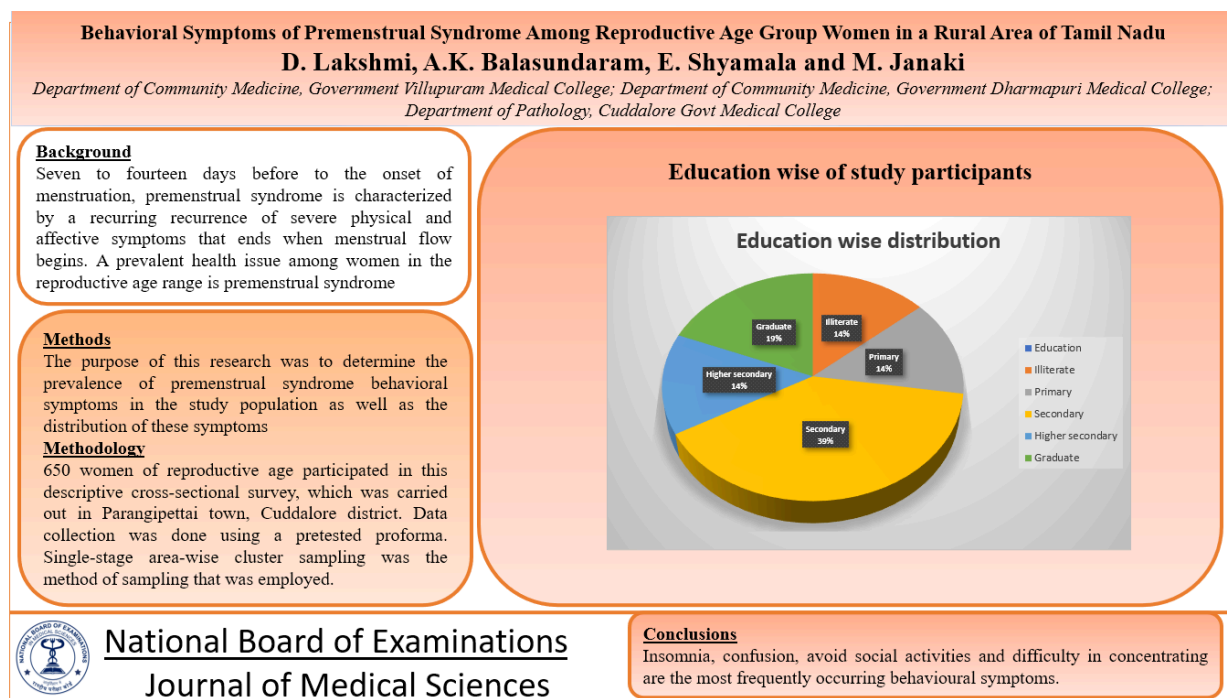 Behavioral Symptoms of Premenstrual Syndrome Among Reproductive Age Group Women in a Rural Area of Tamil Nadu
D. Lakshmi, A.K. Balasundaram, E. Shyamala and M. Janaki
Department of Community Medicine, Government Villupuram Medical College; Department of Community Medicine, Government Dharmapuri Medical College;
Department of Pathology, Cuddalore Govt Medical College
Background
Seven to fourteen days before to the onset of
menstruation, premenstrual syndrome is characterized
by a recurring recurrence of severe physical and
affective symptoms that ends when menstrual flow
begins. A prevalent health issue among women in the
reproductive age range is premenstrual syndrome
Methods
The purpose of this research was to determine the
prevalence of premenstrual syndrome behavioral
symptoms in the study population as well as the
distribution of these symptoms
Methodology
650 women of reproductive age participated in this
descriptive cross-sectional survey, which was carried
out in Parangipettai town, Cuddalore district. Data
collection was done using a pretested proforma.
Single-stage area-wise cluster sampling was the
method of sampling that was employed.
Education wise of study participants
Education wise distribution
Graduate
19%
Illiterate
14%
Primary
14%
Higher secondary
14%
Secondary
39%
Education
Illiterate
Primary
Secondary
Higher secondary
Graduate
NATIONAL BOARD OF EXAMINATIONS
IN MEDICAL SCIENCES
National Board of Examinations
Journal of Medical Sciences
Conclusions
Insomnia, confusion, avoid social activities and difficulty in concentrating
are the most frequently occurring behavioural symptoms.